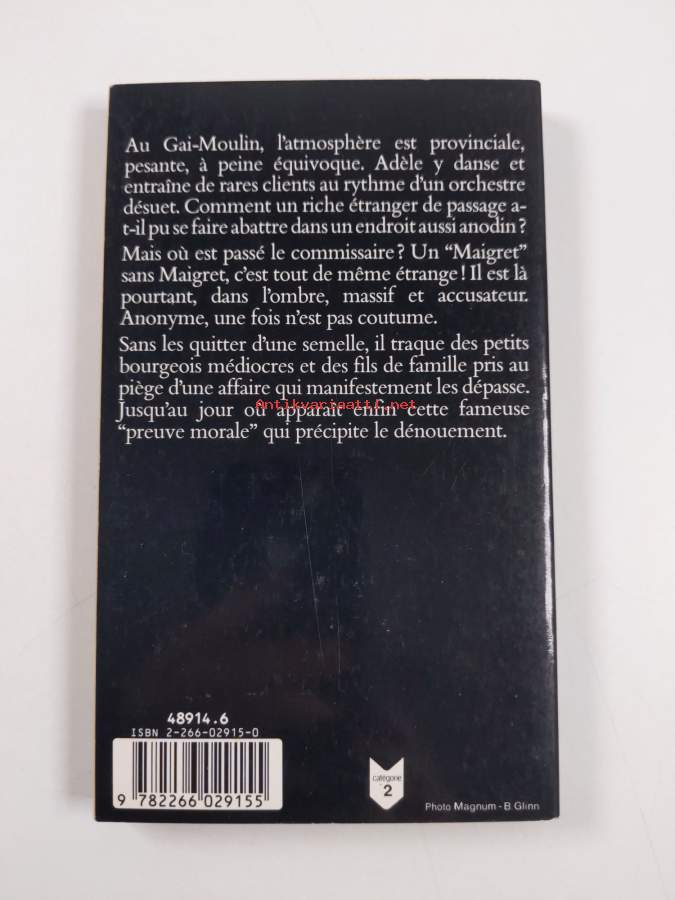 Au Gai-Moulin, l'atmosphère est provinciale,
pesante, à peine équivoque. Adèle y danse et
entraîne de rares clients au rythme d'un orchestre
désuet. Comment un riche étranger de passage a-
t-il pu se faire abattre dans un endroit aussi anodin ?
Mais où est passé le commissaire ? Un "Maigret"
sans Maigret, c'est tout de même étrange ! Il est là
pourtant, dans l'ombre, massif et accusateur.
Anonyme, une fois n'est pas coutume.
Sans les quitter d'une semelle, il traque des petits
bourgeois médiocres et des fils de famille pris au
piège d'une affaire qui manifestement les dépasse.
Jusqu'au jour où apparaît enfin cette fameuse
Antikvariaatti.net
"preuve morale" qui précipite le dénouement.
48914.6
ISBN 2-266-02915-0
9 782266 029155
catégorie
2
Photo Magnum - B Glinn